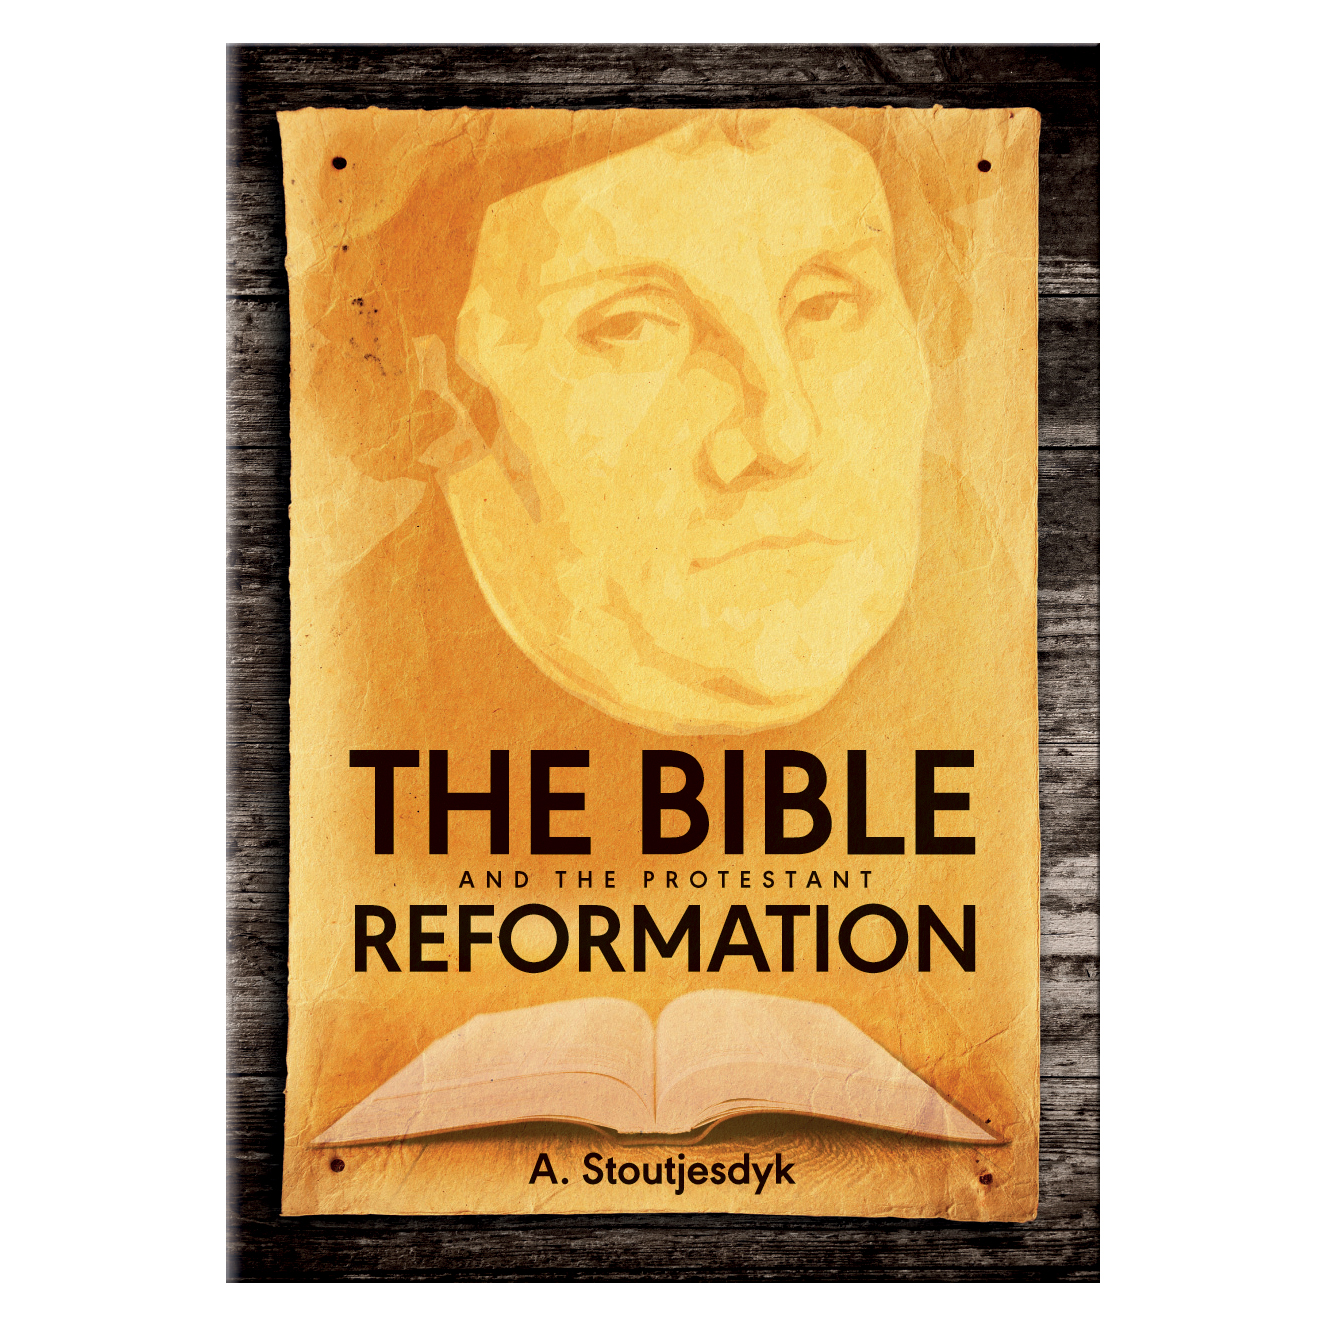 THE BIBLE
AND THE PROTESTANT
REFORMATION
A. Stoutjesdyk